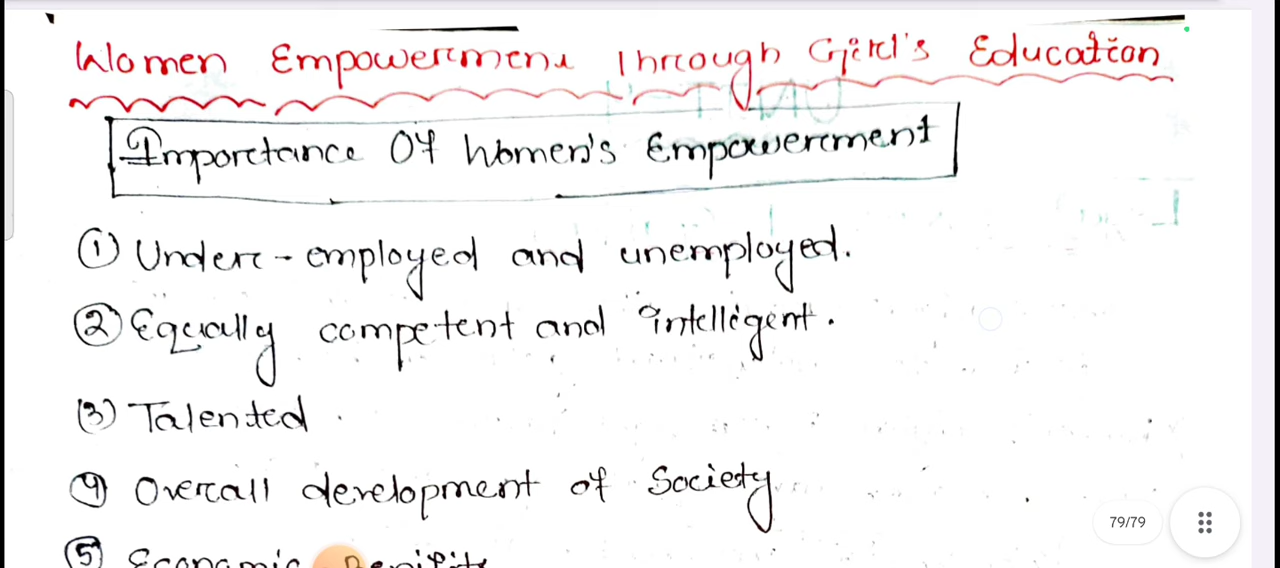 Women Empowerment Through Girl's Education
Importance Of Women's Empowerment
① Under-employed and unemployed.
② Equally competent and intelligent.
(3) Talented.
④ Overall development of Society
⑤ Economic Benifits
79/79